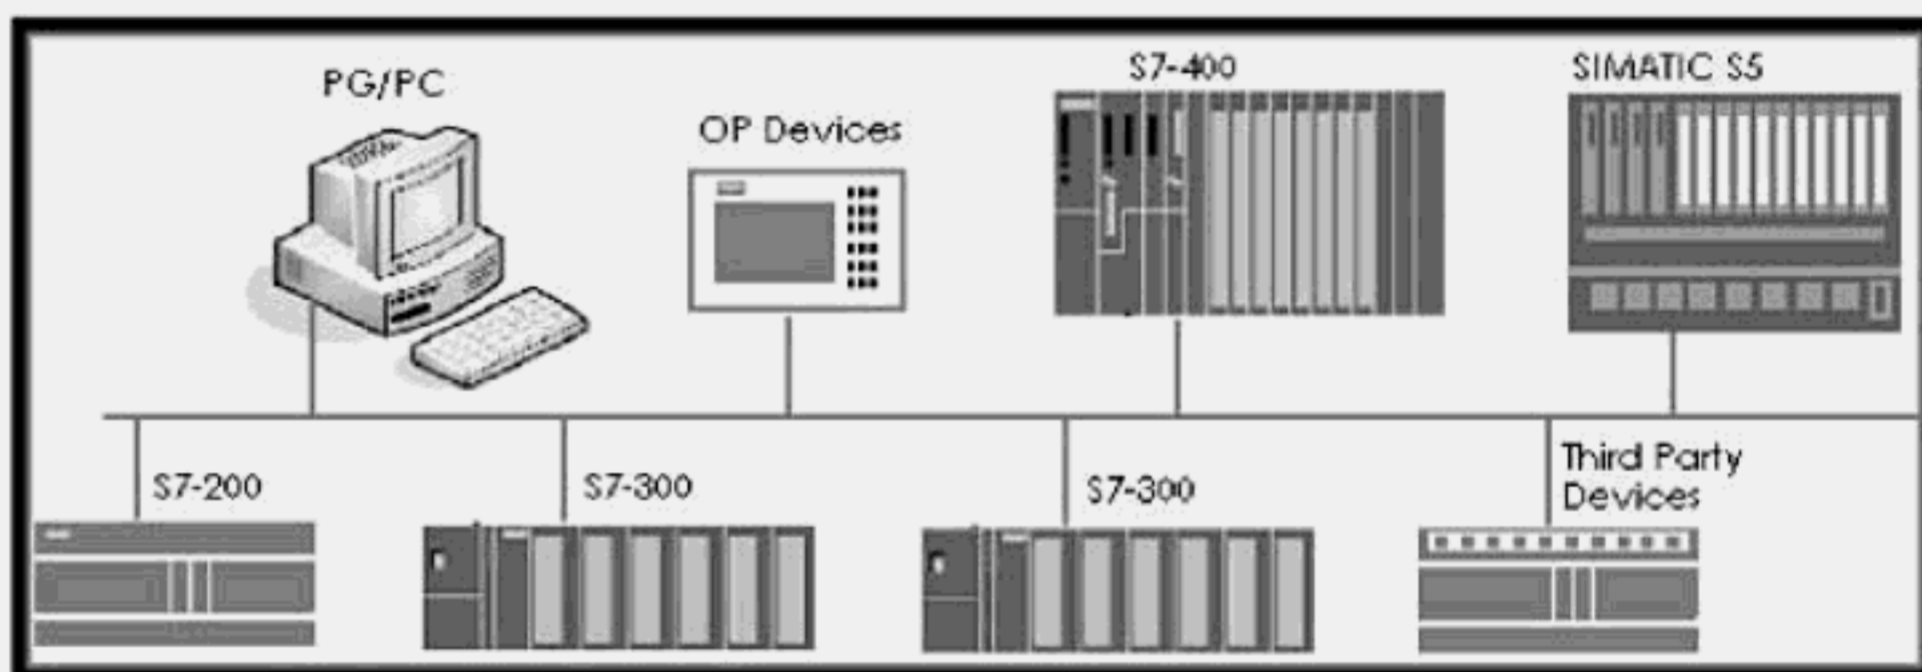 PG/PC
OP Devices
S7-400
SIMATIC S5
S7-200
S7-300
S7-300
Third Party
Devices